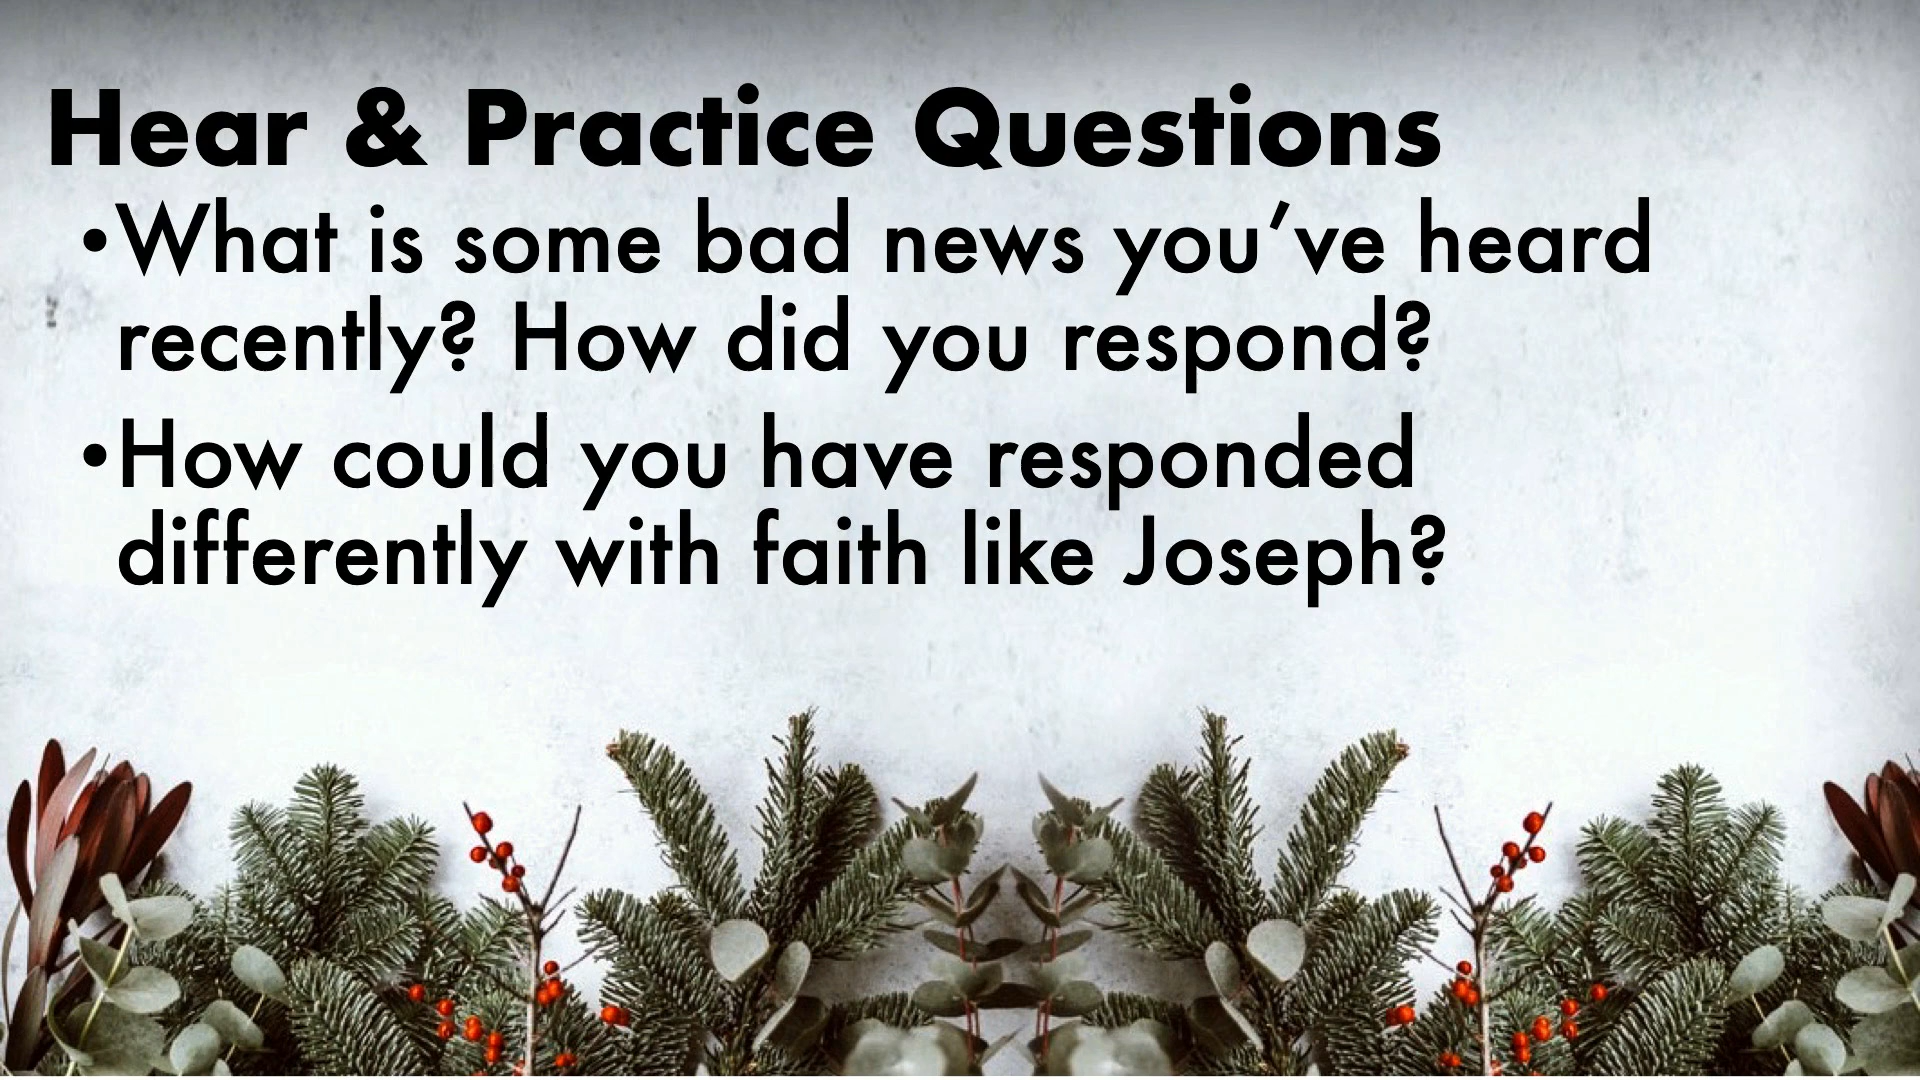 Hear & Practice Questions
•What is some bad news you’ve heard
recently? How did you respond?
•How could you have responded
differently with faith like Joseph?